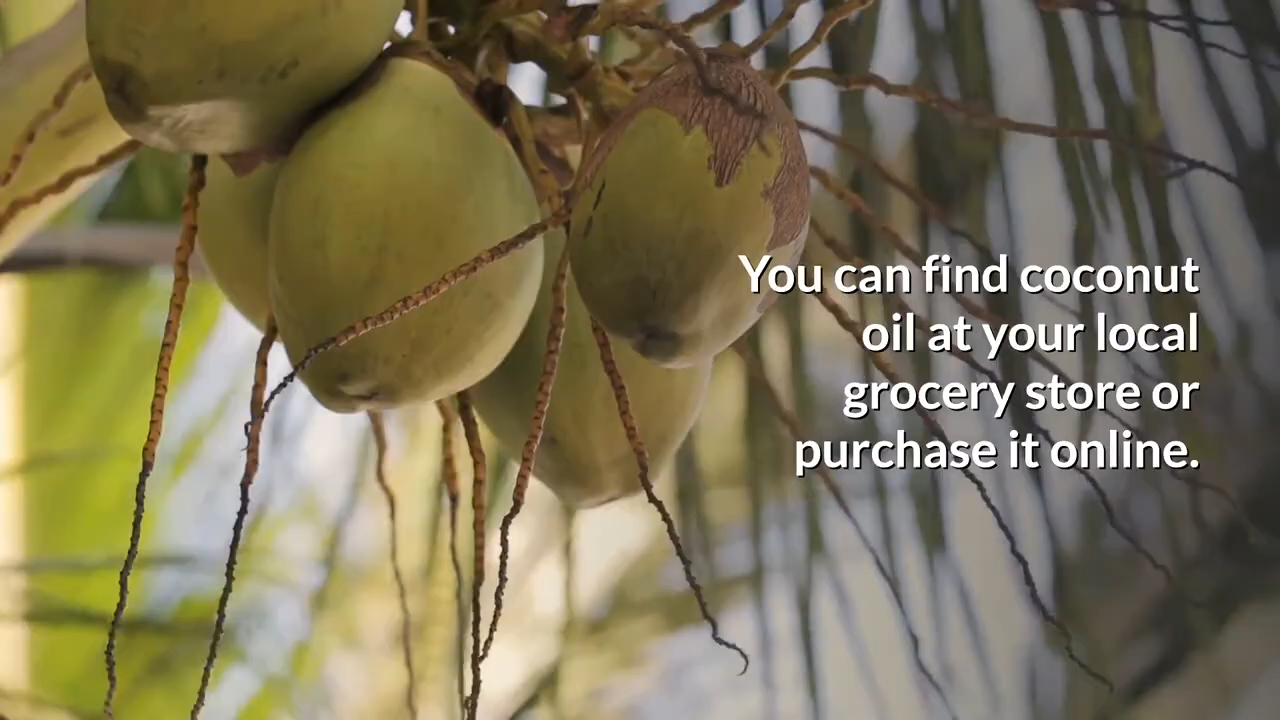 You can find coconut
oil at your local
grocery store or
purchase it online.